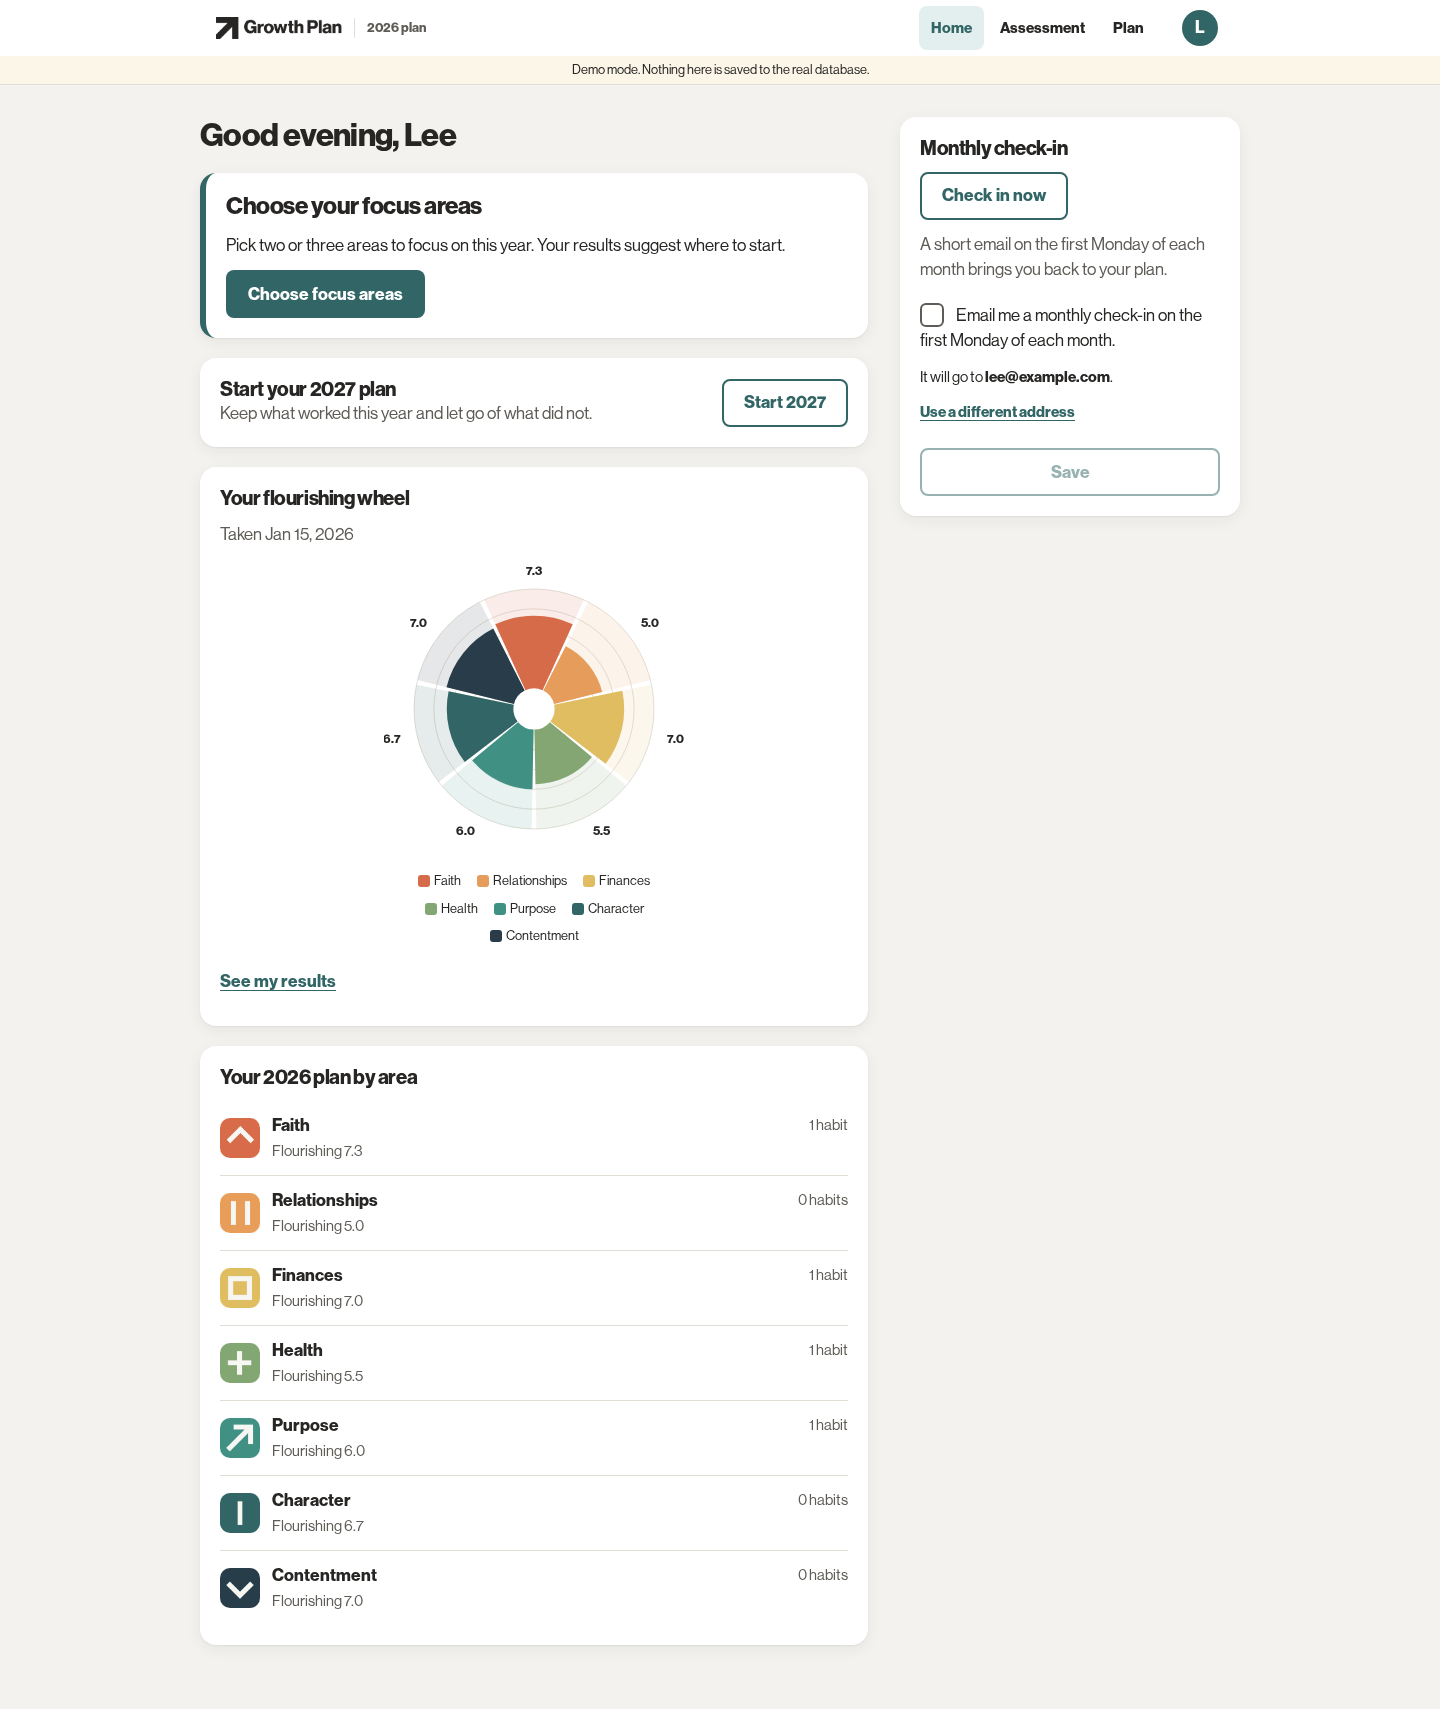 Growth Plan
2026 plan
Home
Assessment
Plan
L
Demo mode. Nothing here is saved to the real database.
Good evening, Lee
Choose your focus areas
Pick two or three areas to focus on this year. Your results suggest where to start.
Choose focus areas
Start your 2027 plan
Keep what worked this year and let go of what did not.
Start 2027
Your flourishing wheel
Taken Jan 15, 2026
7.3
7.0
5.0
6.7
7.0
6.0
5.5
Faith
Relationships
Finances
Health
Purpose
Character
Contentment
See my results
Your 2026 plan by area
Faith
1 habit
Flourishing 7.3
Relationships
0 habits
Flourishing 5.0
Finances
1 habit
Flourishing 7.0
Health
1 habit
Flourishing 5.5
Purpose
1 habit
Flourishing 6.0
Character
0 habits
Flourishing 6.7
Contentment
0 habits
Flourishing 7.0
Monthly check-in
Check in now
A short email on the first Monday of each
month brings you back to your plan.
Email me a monthly check-in on the
first Monday of each month.
It will go to lee@example.com.
Use a different address
Save